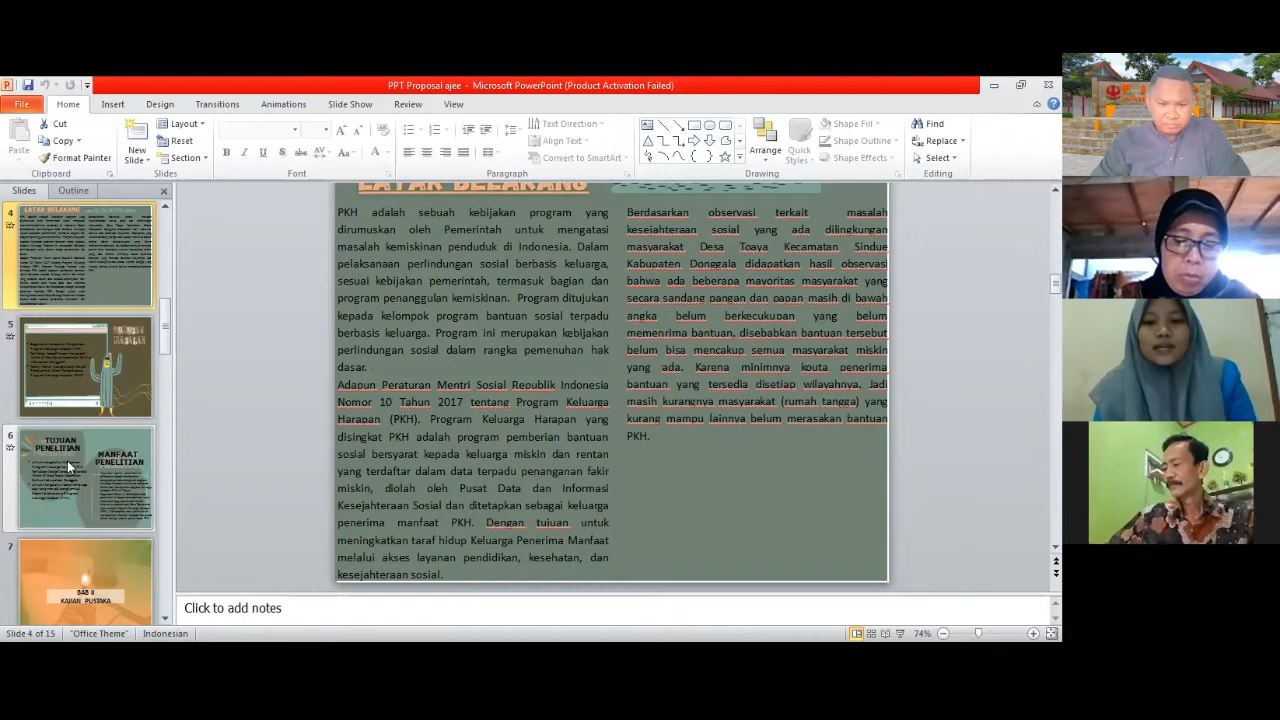 PPT Proposal ajee - Microsoft PowerPoint (Product Activation Failed)
File Home Insert Design Transitions Animations Slide Show Review View
Paste
Cut
Copy
Format Painter
Clipboard
New
Slide
Layout
Reset
Section
Slides
Font
Text Direction
Align Text
Convert to SmartArt
Paragraph
Arrange
Quick
Styles
Shape Fill
Shape Outline
Shape Effects
Drawing
Find
Replace
Select
Editing
Slides Outline
4
LATAR BELAKANG
5
6
TUJUAN
PENELITIAN
MANFAAT
PENELITIAN
7
BAB II
KAJIAN PUSTAKA
LATAR BELAKANG
PKH adalah sebuah kebijakan program yang
dirumuskan oleh Pemerintah untuk mengatasi
masalah kemiskinan penduduk di Indonesia. Dalam
pelaksanaan perlindungan sosial berbasis keluarga,
sesuai kebijakan pemerintah, termasuk bagian dan
program penanggulan kemiskinan. Program ditujukan
kepada kelompok program bantuan sosial terpadu
berbasis keluarga. Program ini merupakan kebijakan
perlindungan sosial dalam rangka pemenuhan hak
dasar.
Adapun Peraturan Mentri Sosial Republik Indonesia
Nomor 10 Tahun 2017 tentang Program Keluarga
Harapan (PKH). Program Keluarga Harapan yang
disingkat PKH adalah program pemberian bantuan
sosial bersyarat kepada keluarga miskin dan rentan
yang terdaftar dalam data terpadu penanganan fakir
miskin, diolah oleh Pusat Data dan Informasi
Kesejahteraan Sosial dan ditetapkan sebagai keluarga
penerima manfaat PKH. Dengan tujuan untuk
meningkatkan taraf hidup Keluarga Penerima Manfaat
melalui akses layanan pendidikan, kesehatan, dan
kesejahteraan sosial.
Berdasarkan observasi terkait masalah
kesejahteraan sosial yang ada dilingkungan
masyarakat Desa Toaya Kecamatan Sindue
Kabupaten Donggala didapatkan hasil observasi
bahwa ada beberapa mayoritas masyarakat yang
secara sandang pangan dan papan masih di bawah
angka belum berkecukupan yang belum
memenrima bantuan, disebabkan bantuan tersebut
belum bisa mencakup semua masyarakat miskin
yang ada. Karena minimnya kouta penerima
bantuan yang tersedia disetiap wilayahnya. Jadi
masih kurangnya masyarakat (rumah tangga) yang
kurang mampu lainnya belum merasakan bantuan
PKH.
Click to add notes
Slide 4 of 15 "Office Theme" Indonesian 74%